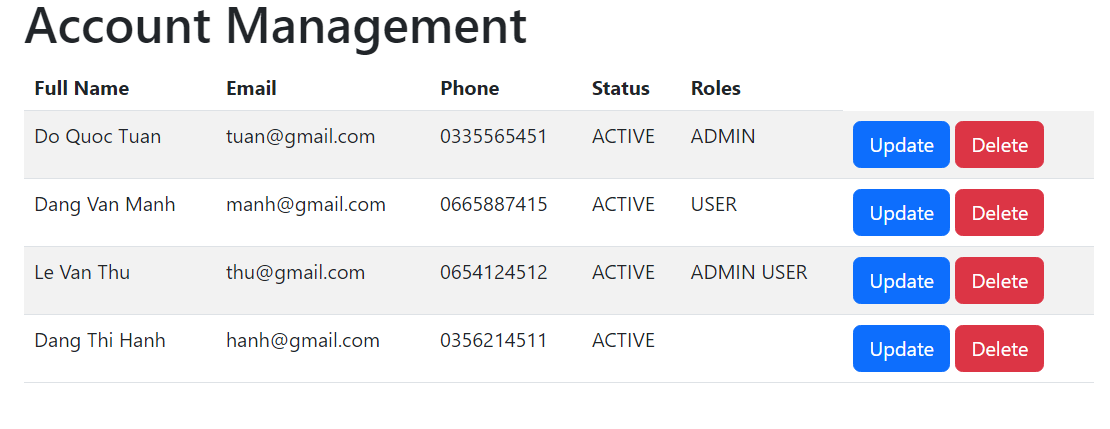 Account Management
Full Name Email Phone Status Roles
Do Quoc Tuan tuan@gmail.com 0335565451 ACTIVE ADMIN Update Delete
Dang Van Manh manh@gmail.com 0665887415 ACTIVE USER Update Delete
Le Van Thu thu@gmail.com 0654124512 ACTIVE ADMIN USER Update Delete
Dang Thi Hanh hanh@gmail.com 0356214511 ACTIVE Update Delete